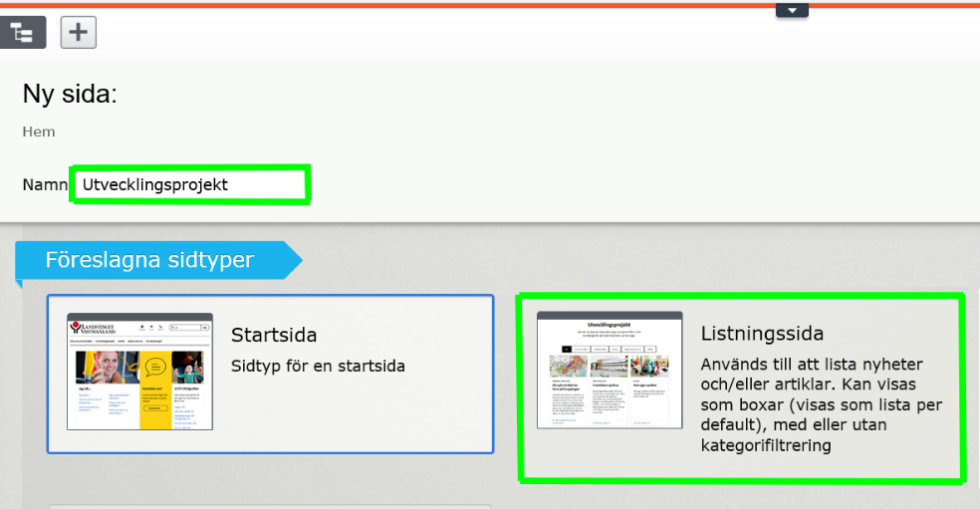 Ny sida:
Hem
Namn Utvecklingsprojekt
Föreslagna sidtyper
LANDSTINGET
VÄSTMANLAND
Startsida
Sidtyp för en startsida
Utvecklingsprojekt
Listningssida
Används till att lista nyheter
och/eller artiklar. Kan visas
som boxar (visas som lista per
default), med eller utan
kategorifiltrering